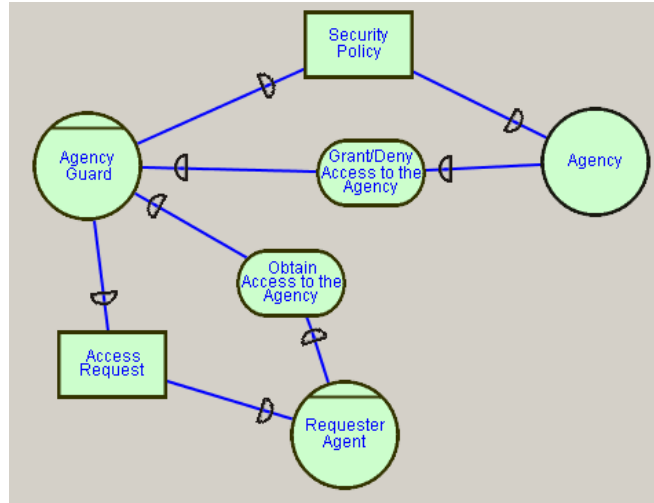 Security
Policy
Agency
Guard
Grant/Deny
Access to the
Agency
Agency
Obtain
Access to the
Agency
Access
Request
Requester
Agent